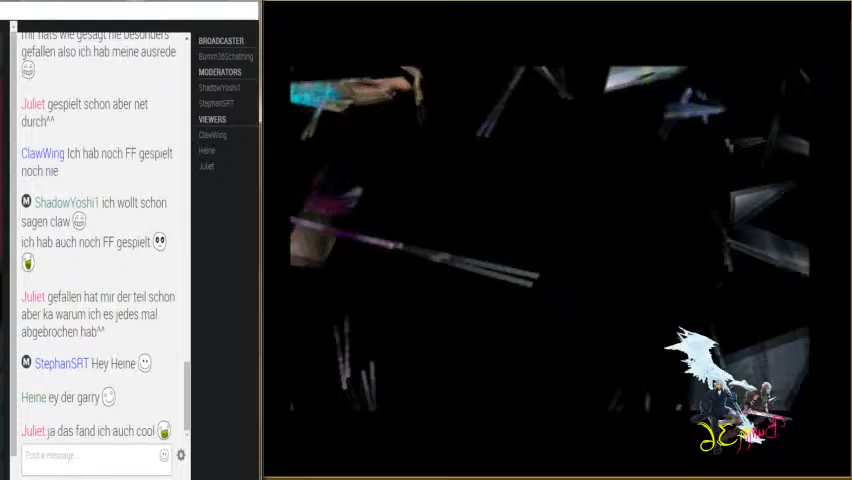 mir hats wie gesagt nie besonders
gefallen also ich hab meine ausrede
Juliet gespielt schon aber net
durch^^
ClawWing Ich hab noch FF gespielt
noch nie
M ShadowYoshi1 ich wollt schon
sagen claw
ich hab auch noch FF gespielt
Juliet gefallen hat mir der teil schon
aber ka warum ich es jedes mal
abgebrochen hab^^
M StephanSRT Hey Heine
Heine ey der garry
Juliet ja das fand ich auch cool
Post a message...
BROADCASTER
MODERATORS
ShadowYoshi1
StephanSRT
VIEWERS
ClawWing
Heine
Juliet